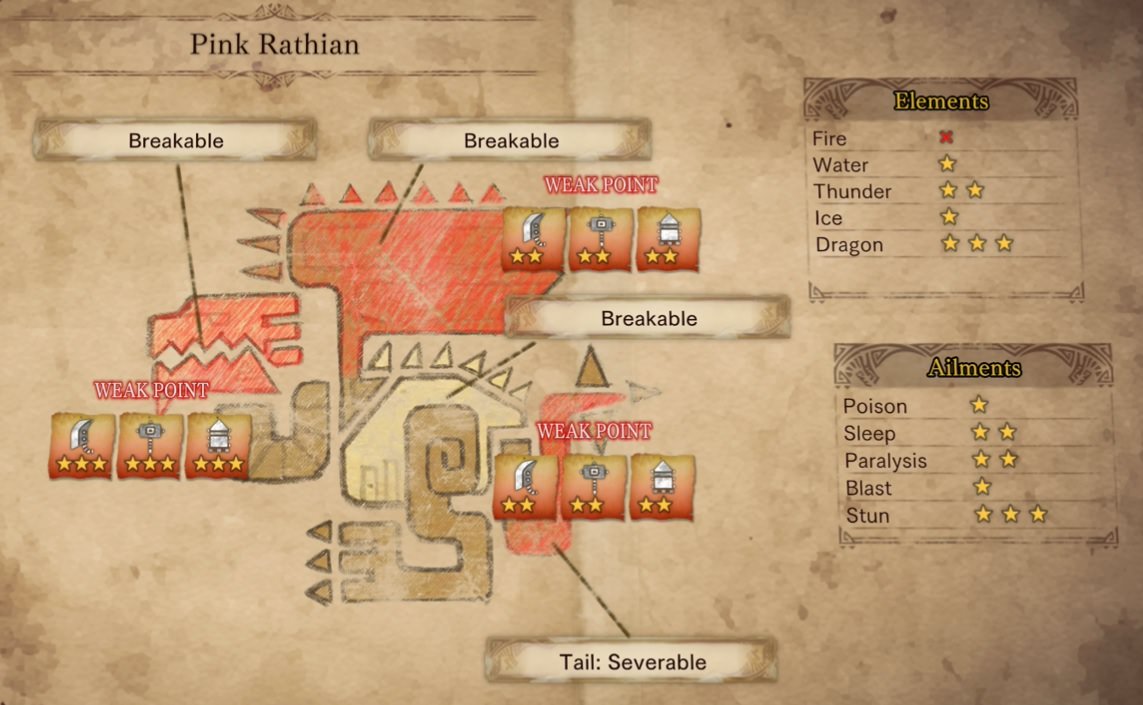 Pink Rathian
Breakable
Breakable
WEAK POINT
Breakable
WEAK POINT
WEAK POINT
Tail: Severable
Elements
Fire
Water
Thunder
Ice
Dragon
Ailments
Poison
Sleep
Paralysis
Blast
Stun